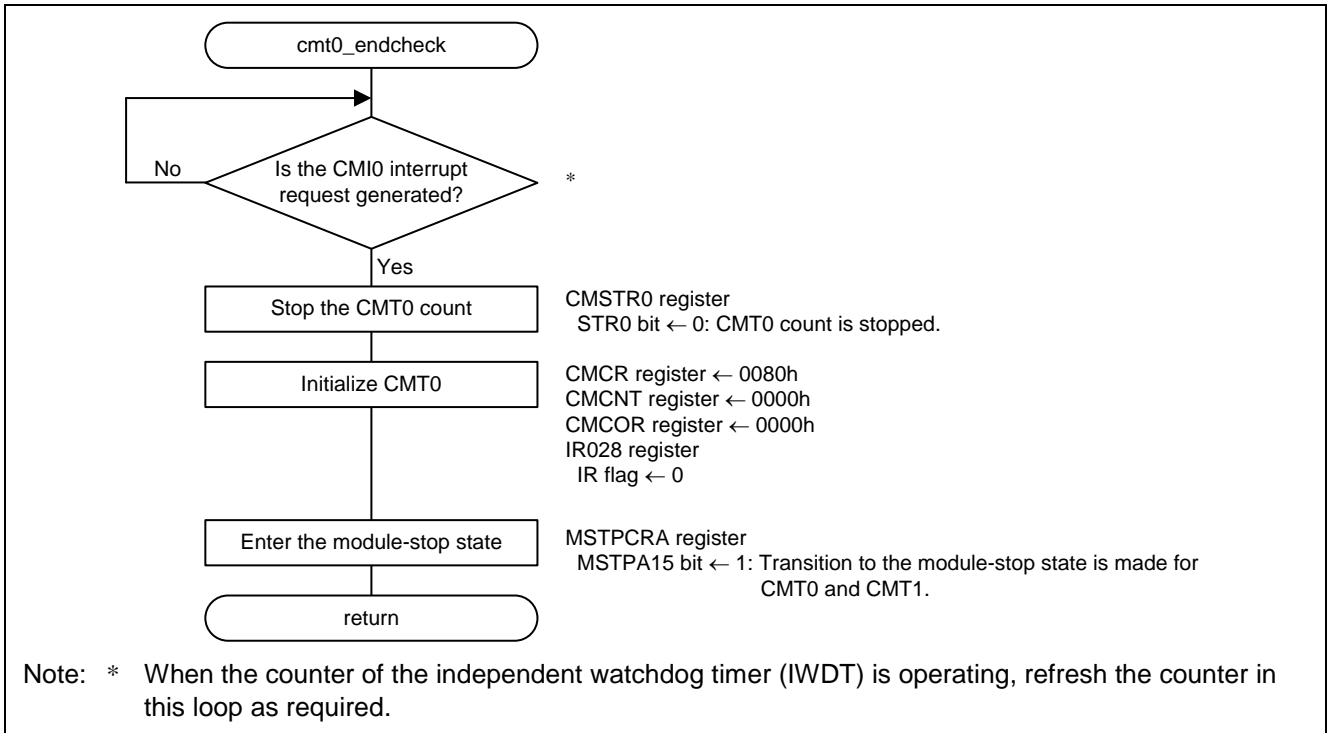 cmt0_endcheck
No
Is the CMI0 interrupt
request generated?
*
Yes
Stop the CMT0 count
CMSTR0 register
STR0 bit ← 0: CMT0 count is stopped.
Initialize CMT0
CMCR register ← 0080h
CMCNT register ← 0000h
CMCOR register ← 0000h
IR028 register
IR flag ← 0
Enter the module-stop state
MSTPCRA register
MSTPA15 bit ← 1: Transition to the module-stop state is made for
CMT0 and CMT1.
return
Note: * When the counter of the independent watchdog timer (IWDT) is operating, refresh the counter in
this loop as required.